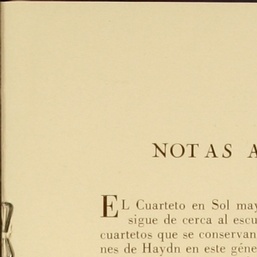 NOTAS A
EL Cuarteto en Sol may
sigue de cerca al escu
cuartetos que se conservan
nes de Haydn en este géne